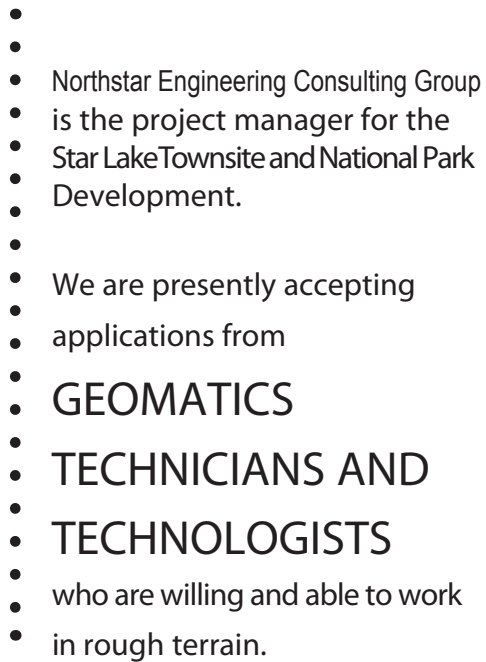 Northstar Engineering Consulting Group
is the project manager for the
Star Lake Townsite and National Park
Development.
We are presently accepting
applications from
GEOMATICS
TECHNICIANS AND
TECHNOLOGISTS
who are willing and able to work
in rough terrain.